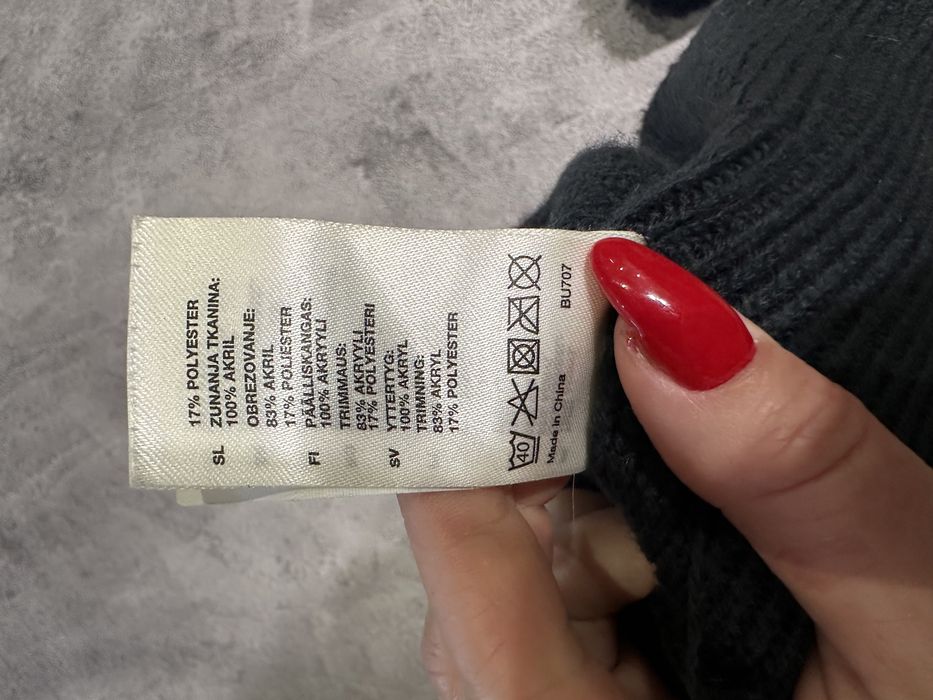 17% POLYESTER
SL ZUNANJA TKANINA:
100% AKRIL
OBREZOVANJE:
83% AKRIL
17% POLIESTER
FI PÄÄLLISKANGAS:
100% AKRYYLI
TRIMMAUS:
83% AKRYYLI
17% POLYESTERI
SV YTTERTYG:
100% AKRYL
TRIMNING:
83% AKRYL
17% POLYESTER
40
Made in China BU707